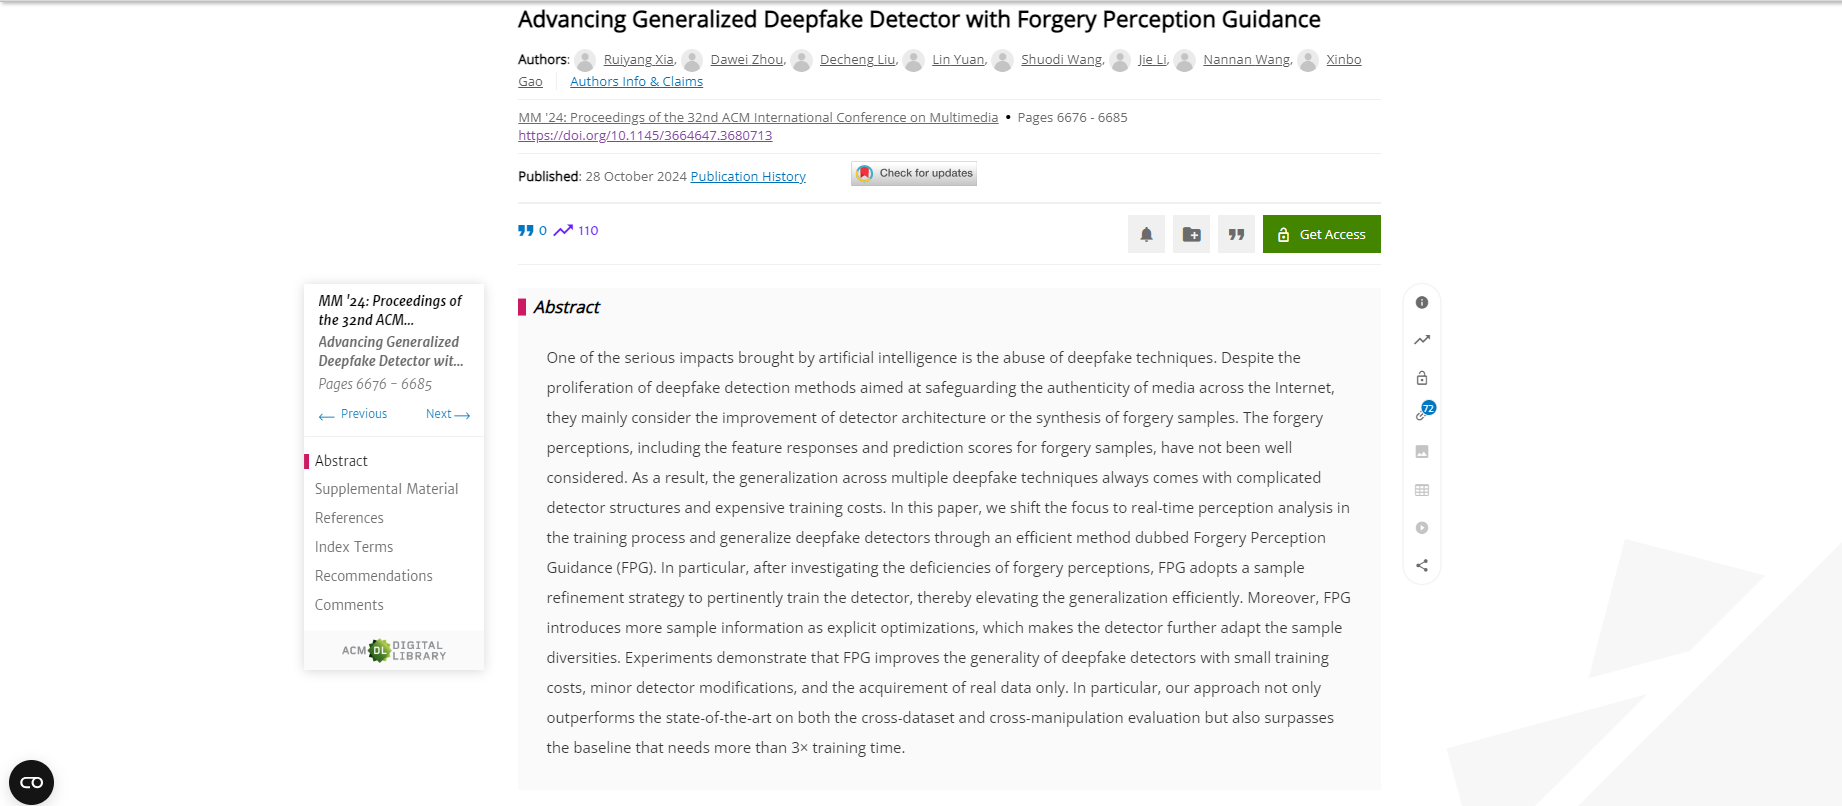 Advancing Generalized Deepfake Detector with Forgery Perception Guidance
Authors: Ruiyang Xia, Dawei Zhou, Decheng Liu, Lin Yuan, Shuodi Wang, Jie Li, Nannan Wang, Xinbo
Gao Authors Info & Claims
MM '24: Proceedings of the 32nd ACM International Conference on Multimedia • Pages 6676 - 6685
https://doi.org/10.1145/3664647.3680713
Published: 28 October 2024 Publication History Check for updates
0 110
Get Access
MM '24: Proceedings of
the 32nd ACM...
Advancing Generalized
Deepfake Detector wit...
Pages 6676 – 6685
← Previous Next →
Abstract
Supplemental Material
References
Index Terms
Recommendations
Comments
ACM DL DIGITAL
LIBRARY
Abstract
One of the serious impacts brought by artificial intelligence is the abuse of deepfake techniques. Despite the
proliferation of deepfake detection methods aimed at safeguarding the authenticity of media across the Internet,
they mainly consider the improvement of detector architecture or the synthesis of forgery samples. The forgery
perceptions, including the feature responses and prediction scores for forgery samples, have not been well
considered. As a result, the generalization across multiple deepfake techniques always comes with complicated
detector structures and expensive training costs. In this paper, we shift the focus to real-time perception analysis in
the training process and generalize deepfake detectors through an efficient method dubbed Forgery Perception
Guidance (FPG). In particular, after investigating the deficiencies of forgery perceptions, FPG adopts a sample
refinement strategy to pertinently train the detector, thereby elevating the generalization efficiently. Moreover, FPG
introduces more sample information as explicit optimizations, which makes the detector further adapt the sample
diversities. Experiments demonstrate that FPG improves the generality of deepfake detectors with small training
costs, minor detector modifications, and the acquirement of real data only. In particular, our approach not only
outperforms the state-of-the-art on both the cross-dataset and cross-manipulation evaluation but also surpasses
the baseline that needs more than 3× training time.
72